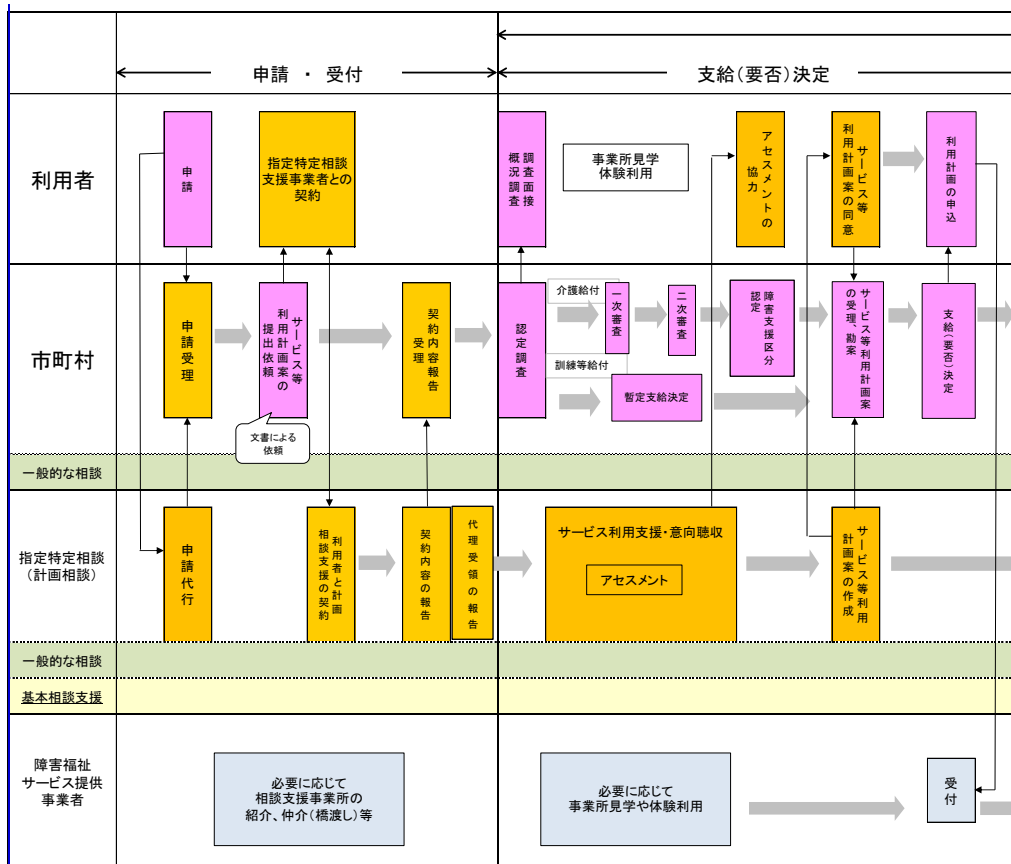 申請 ・ 受付
支給(要否)決定
利用者
申請
指定特定相談
支援事業者との
契約
調査面接
概況調査
事業所見学
体験利用
アセスメントの
協力
サービス等
利用計画案の同意
利用計画の申込
市町村
申請受理
サービス等
利用計画案の
提出依頼
文書による
依頼
契約内容報告
受理
認定調査
介護給付
一次審査
二次審査
障害支援区分
認定
訓練等給付
暫定支給決定
サービス等利用計画案
の受理、勘案
支給(要否)決定
一般的な相談
指定特定相談
(計画相談)
申請代行
利用者と計画
相談支援の契約
契約内容の報告
代理受領の報告
サービス利用支援・意向聴収
アセスメント
サービス等利用
計画案の作成
一般的な相談
基本相談支援
障害福祉
サービス提供
事業者
必要に応じて
相談支援事業所の
紹介、仲介(橋渡し)等
必要に応じて
事業所見学や体験利用
受付